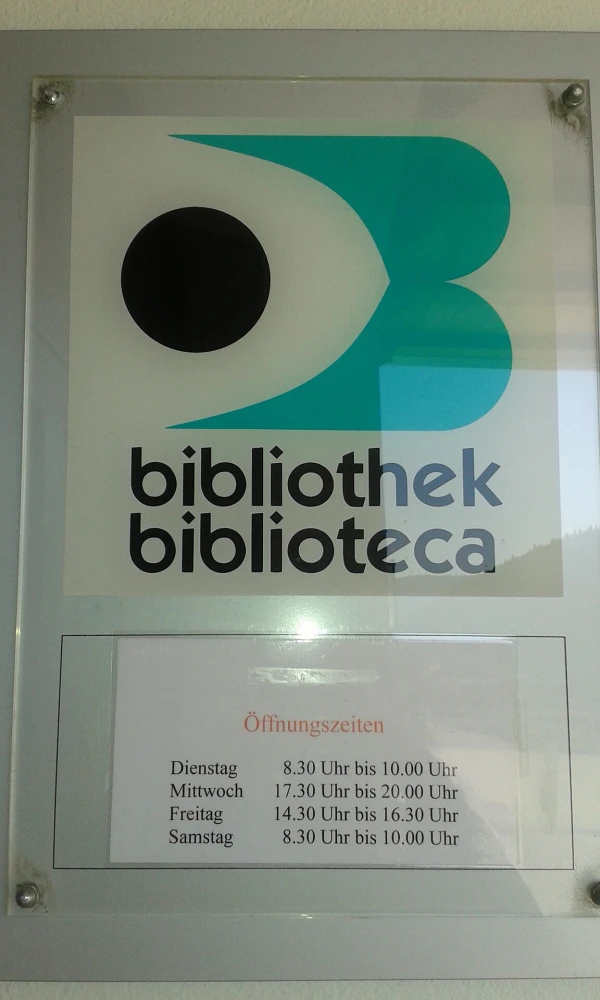 bibliothek
biblioteca
Öffnungszeiten
Dienstag 8.30 Uhr bis 10.00 Uhr
Mittwoch 17.30 Uhr bis 20.00 Uhr
Freitag 14.30 Uhr bis 16.30 Uhr
Samstag 8.30 Uhr bis 10.00 Uhr